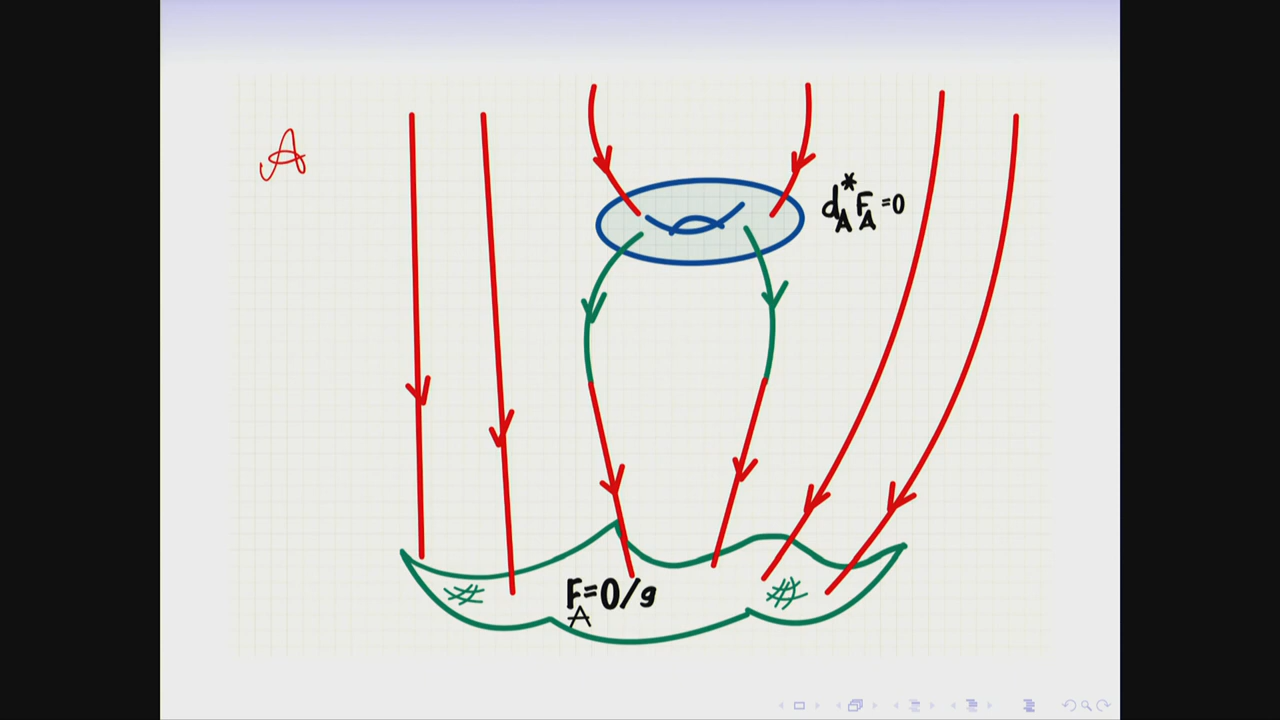 𝒜
d*_A F_A = 0
F_A = 0/g